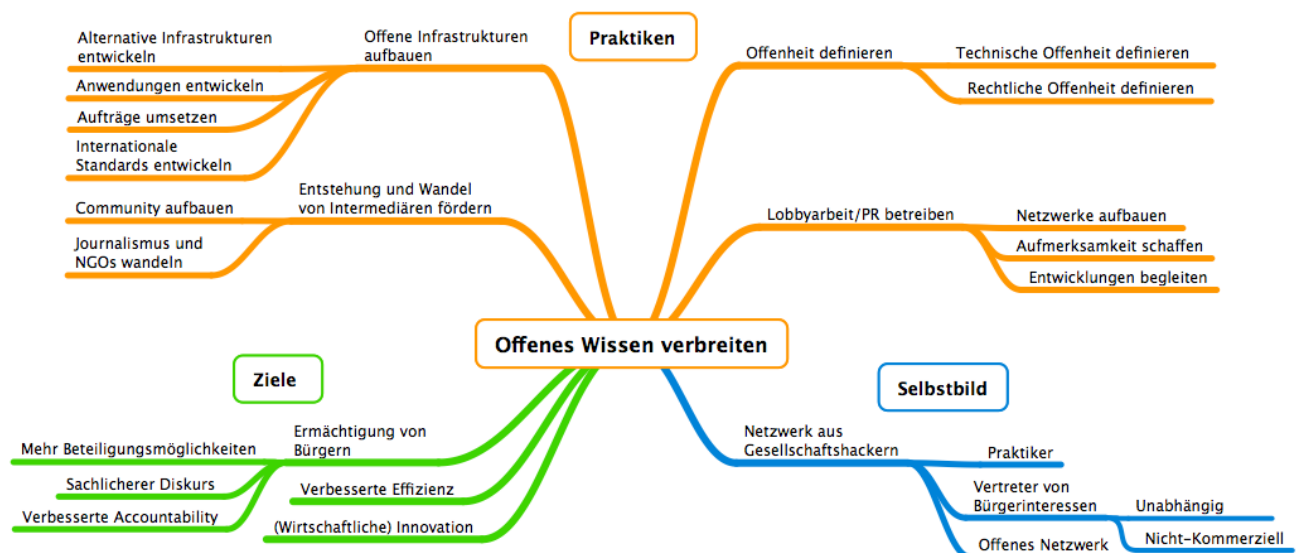 Praktiken
Offene Infrastrukturen
aufbauen
Alternative Infrastrukturen
entwickeln
Anwendungen entwickeln
Aufträge umsetzen
Internationale
Standards entwickeln
Entstehung und Wandel
von Intermediären fördern
Community aufbauen
Journalismus und
NGOs wandeln
Offenheit definieren
Technische Offenheit definieren
Rechtliche Offenheit definieren
Lobbyarbeit/PR betreiben
Netzwerke aufbauen
Aufmerksamkeit schaffen
Entwicklungen begleiten
Offenes Wissen verbreiten
Ziele
Ermächtigung von
Bürgern
Mehr Beteiligungsmöglichkeiten
Sachlicherer Diskurs
Verbesserte Accountability
Verbesserte Effizienz
(Wirtschaftliche) Innovation
Selbstbild
Netzwerk aus
Gesellschaftshackern
Praktiker
Vertreter von
Bürgerinteressen
Unabhängig
Nicht-Kommerziell
Offenes Netzwerk